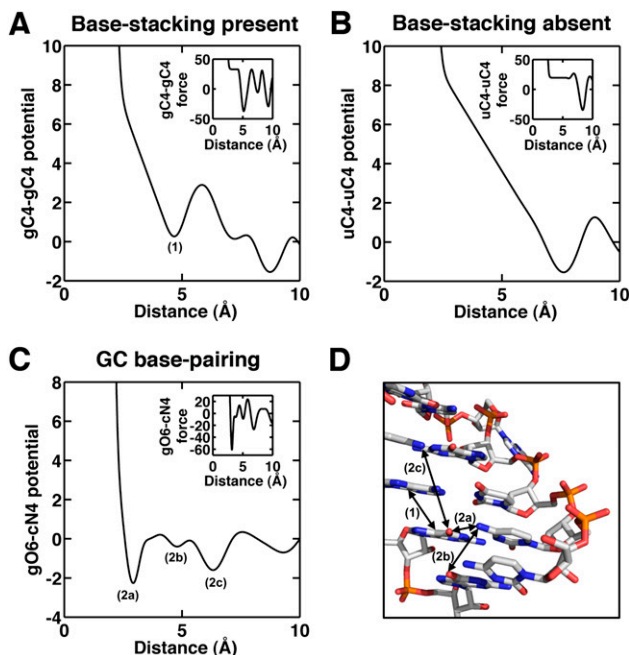 A Base-stacking present
gC4-gC4 potential
10
8
6
4
2
0
-2
0 5 10
Distance (Å)
(1)
gC4-gC4
force
50
0
-50
0 5 10
Distance (Å)
B Base-stacking absent
uC4-uC4 potential
10
8
6
4
2
0
-2
0 5 10
Distance (Å)
uC4-uC4
force
50
0
-50
0 5 10
Distance (Å)
C GC base-pairing
gO6-cN4 potential
8
6
4
2
0
-2
-4
0 5 10
Distance (Å)
(2a)
(2b)
(2c)
gO6-cN4
force
20
0
-20
-40
-60
0 5 10
Distance (Å)
D
(2c)
(1)
(2a)
(2b)